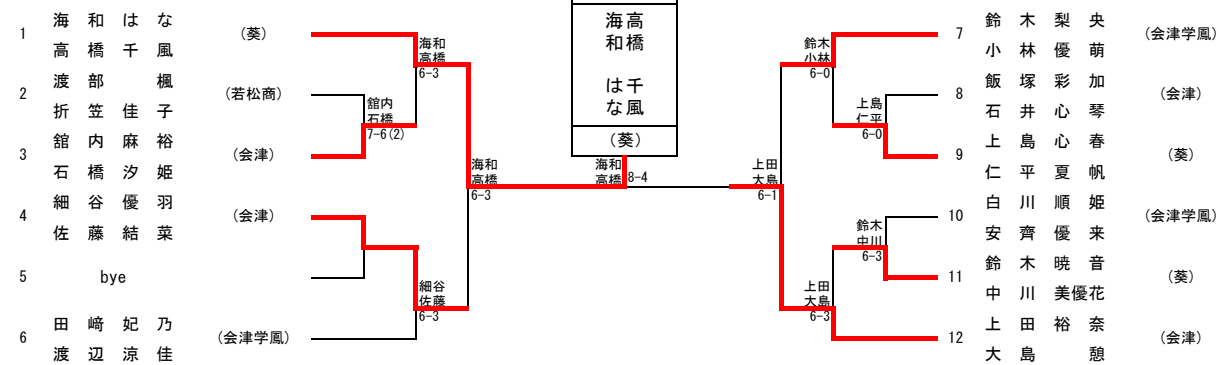 海和はな
1 (葵)
高橋千風
渡部楓
2 (若松商)
折笠佳子
舘内麻裕
3 (会津)
石橋汐姫
細谷優羽
4 (会津)
佐藤結菜
5 bye
田﨑妃乃
6 (会津学鳳)
渡辺涼佳
海和
高橋
6-3
舘内
石橋
7-6(2)
細谷
佐藤
6-3
海和
高橋
6-3
海和 はな
高橋 千風
(葵)
海和
高橋
8-4
上田
大島
6-1
鈴木
小林
6-0
上島
仁平
6-0
鈴木
中川
6-3
上田
大島
6-3
鈴木梨央
7 (会津学鳳)
小林優萌
飯塚彩加
8 (会津)
石井心琴
上島心春
9 (葵)
仁平夏帆
白川順姫
10 (会津学鳳)
安齊優来
鈴木暁音
11 (葵)
中川美優花
上田裕奈
12 (会津)
大島憩